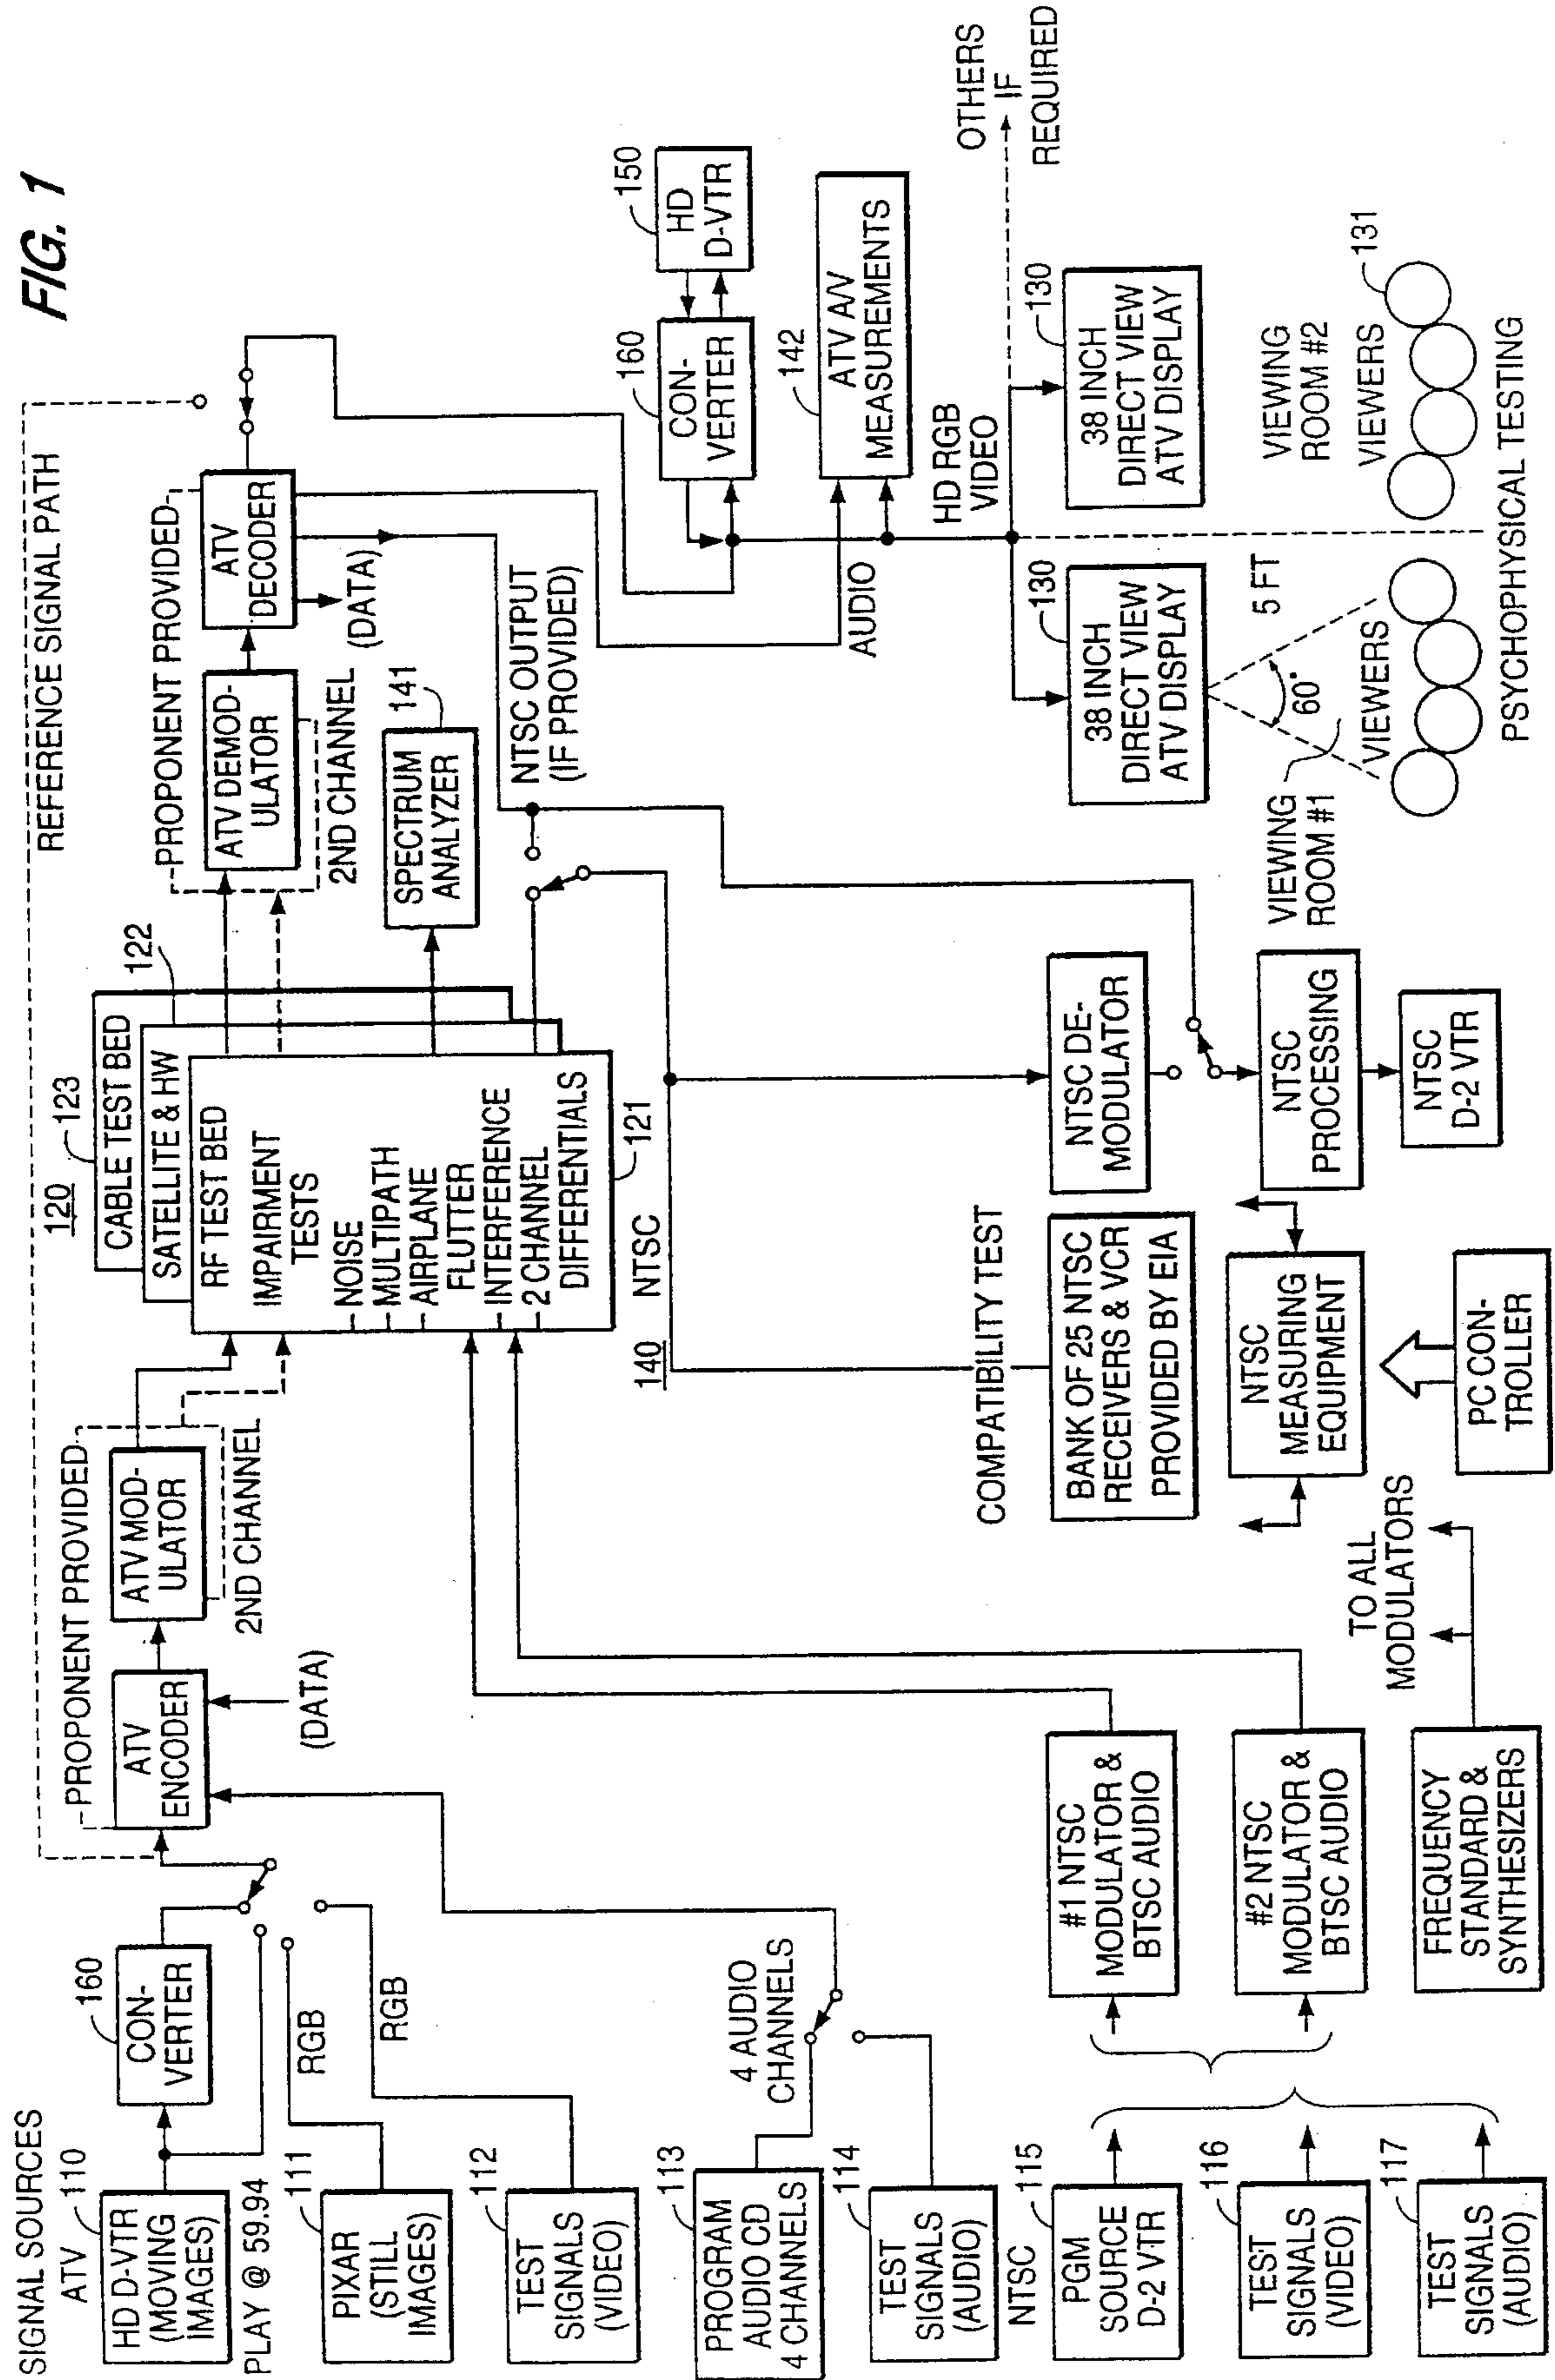 FIG. 1
SIGNAL SOURCES
ATV
110
HD D-VTR
(MOVING
IMAGES)
PLAY @ 59.94
160
CON-
VERTER
111
PIXAR
(STILL
IMAGES)
RGB
112
TEST
SIGNALS
(VIDEO)
RGB
113
PROGRAM
AUDIO CD
4 CHANNELS
4 AUDIO
CHANNELS
114
TEST
SIGNALS
(AUDIO)
NTSC
115
PGM
SOURCE
D-2 VTR
116
TEST
SIGNALS
(VIDEO)
117
TEST
SIGNALS
(AUDIO)
REFERENCE SIGNAL PATH
PROPONENT PROVIDED
ATV
ENCODER
(DATA)
ATV MOD-
ULATOR
2ND CHANNEL
#1 NTSC
MODULATOR &
BTSC AUDIO
#2 NTSC
MODULATOR &
BTSC AUDIO
FREQUENCY
STANDARD &
SYNTHESIZERS
TO ALL
MODULATORS
120
123
CABLE TEST BED
122
SATELLITE & HW
RF TEST BED
IMPAIRMENT
TESTS
NOISE
MULTIPATH
AIRPLANE
FLUTTER
INTERFERENCE
2 CHANNEL
DIFFERENTIALS
121
NTSC
140
COMPATIBILITY TEST
BANK OF 25 NTSC
RECEIVERS & VCR
PROVIDED BY EIA
NTSC
MEASURING
EQUIPMENT
PC CON-
TROLLER
NTSC DE-
MODULATOR
NTSC
PROCESSING
NTSC
D-2 VTR
PROPONENT PROVIDED
ATV DEMOD-
ULATOR
2ND CHANNEL
ATV
DECODER
(DATA)
141
SPECTRUM
ANALYZER
NTSC OUTPUT
(IF PROVIDED)
160
CON-
VERTER
150
HD
D-VTR
142
ATV A/V
MEASUREMENTS
AUDIO
HD RGB
VIDEO
OTHERS
IF
REQUIRED
130
38 INCH
DIRECT VIEW
ATV DISPLAY
5 FT
60°
VIEWERS
VIEWING
ROOM #1
130
38 INCH
DIRECT VIEW
ATV DISPLAY
VIEWING
ROOM #2
VIEWERS
131
PSYCHOPHYSICAL TESTING